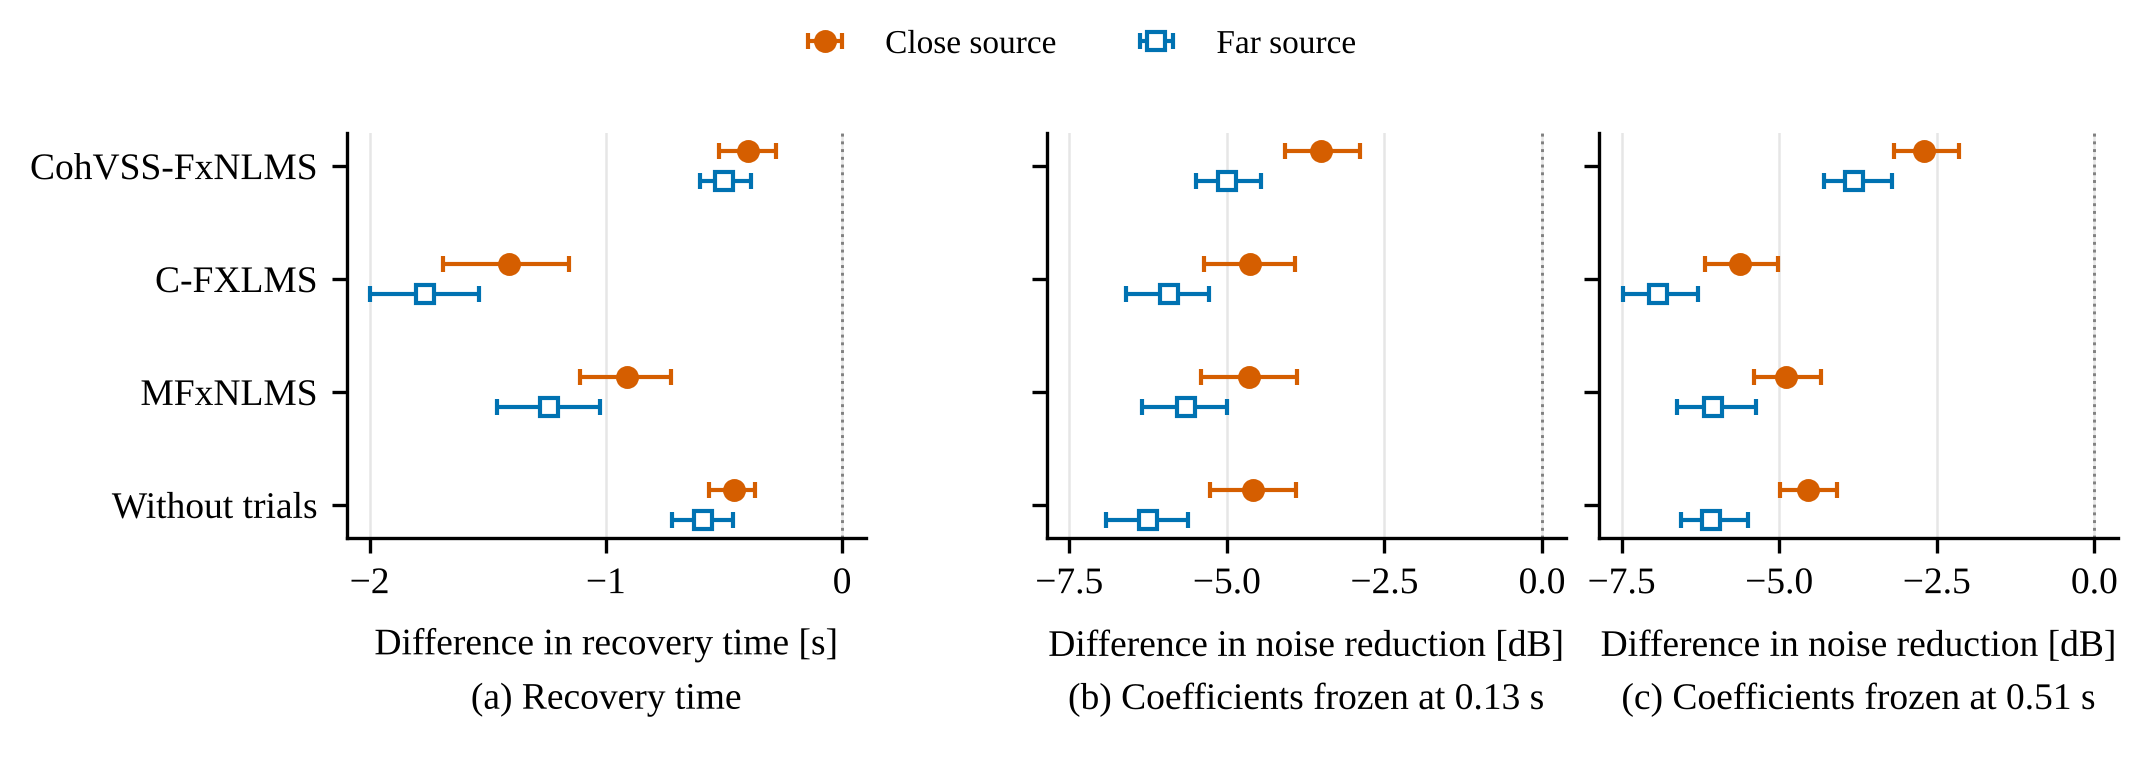 Close source
Far source
CohVSS-FxNLMS
C-FXLMS
MFxNLMS
Without trials
−2 −1 0
−7.5 −5.0 −2.5 0.0
−7.5 −5.0 −2.5 0.0
Difference in recovery time [s]
Difference in noise reduction [dB]
Difference in noise reduction [dB]
(a) Recovery time
(b) Coefficients frozen at 0.13 s
(c) Coefficients frozen at 0.51 s